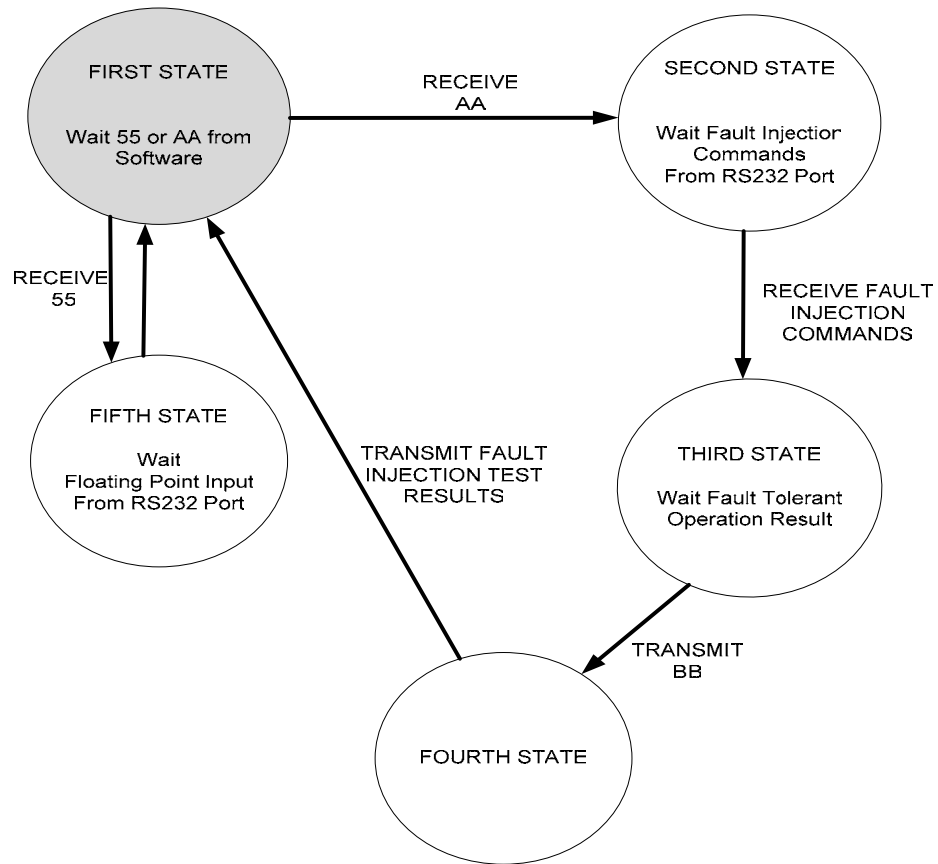 FIRST STATE
Wait 55 or AA from
Software
RECEIVE
AA
SECOND STATE
Wait Fault Injection
Commands
From RS232 Port
RECEIVE
55
RECEIVE FAULT
INJECTION
COMMANDS
FIFTH STATE
Wait
Floating Point Input
From RS232 Port
TRANSMIT FAULT
INJECTION TEST
RESULTS
THIRD STATE
Wait Fault Tolerant
Operation Result
TRANSMIT
BB
FOURTH STATE